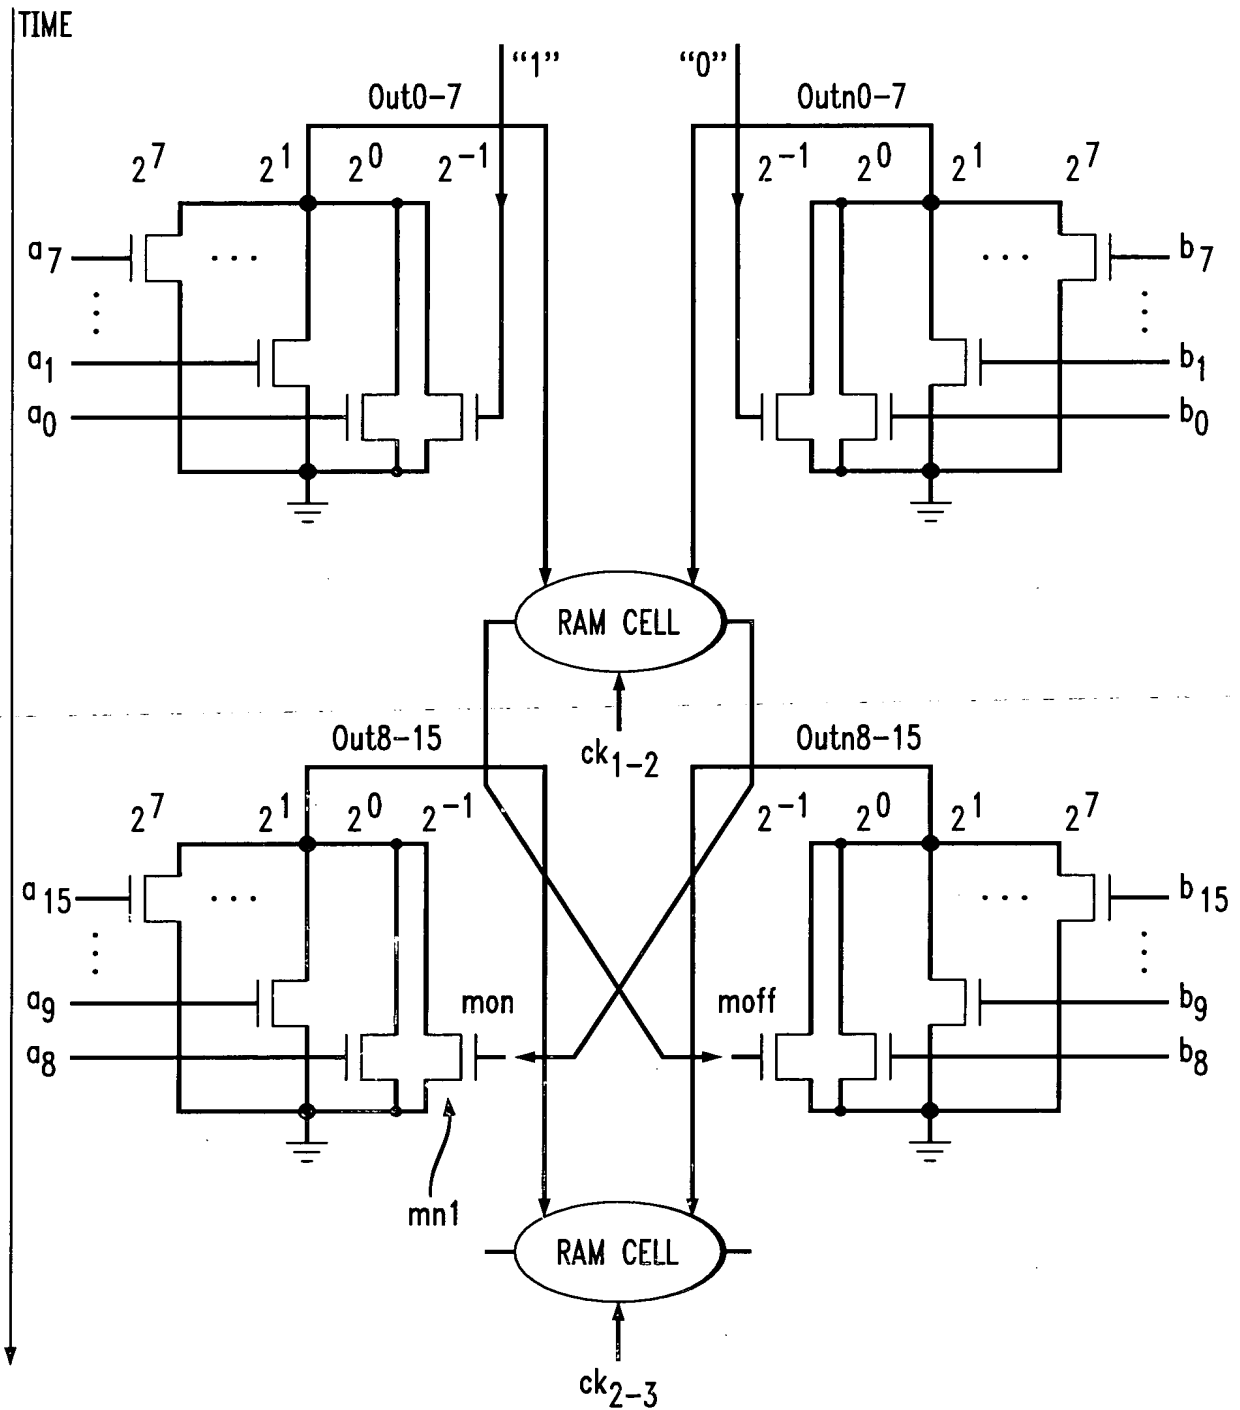 TIME
“1” “0”
Out0-7 Outn0-7
2^7 2^1 2^0 2^-1 2^-1 2^0 2^1 2^7
a7 ... ... b7
a1 b1
a0 b0
RAM CELL
ck1-2
Out8-15 Outn8-15
2^7 2^1 2^0 2^-1 2^-1 2^0 2^1 2^7
a15 ... ... b15
a9 mon moff b9
a8 b8
mn1
RAM CELL
ck2-3